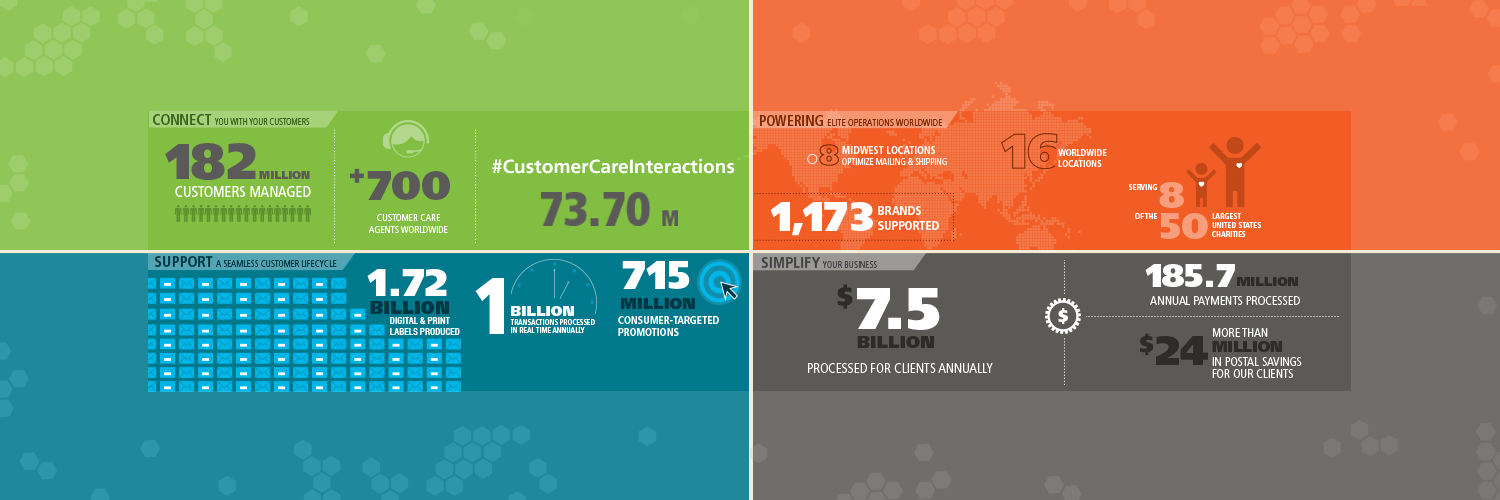 CONNECT YOU WITH YOUR CUSTOMERS
182 MILLION
CUSTOMERS MANAGED
+700
CUSTOMER CARE
AGENTS WORLDWIDE
#CustomerCareInteractions
73.70 M
POWERING ELITE OPERATIONS WORLDWIDE
8 MIDWEST LOCATIONS
OPTIMIZE MAILING & SHIPPING
16 WORLDWIDE
LOCATIONS
1,173 BRANDS
SUPPORTED
SERVING 8
OF THE 50 LARGEST
UNITED STATES
CHARITIES
SUPPORT A SEAMLESS CUSTOMER LIFECYCLE
1.72
BILLION
DIGITAL & PRINT
LABELS PRODUCED
1 BILLION
TRANSACTIONS PROCESSED
IN REAL TIME ANNUALLY
715
MILLION
CONSUMER-TARGETED
PROMOTIONS
SIMPLIFY YOUR BUSINESS
$7.5
BILLION
PROCESSED FOR CLIENTS ANNUALLY
$
185.7 MILLION
ANNUAL PAYMENTS PROCESSED
MORE THAN
$24 MILLION
IN POSTAL SAVINGS
FOR OUR CLIENTS